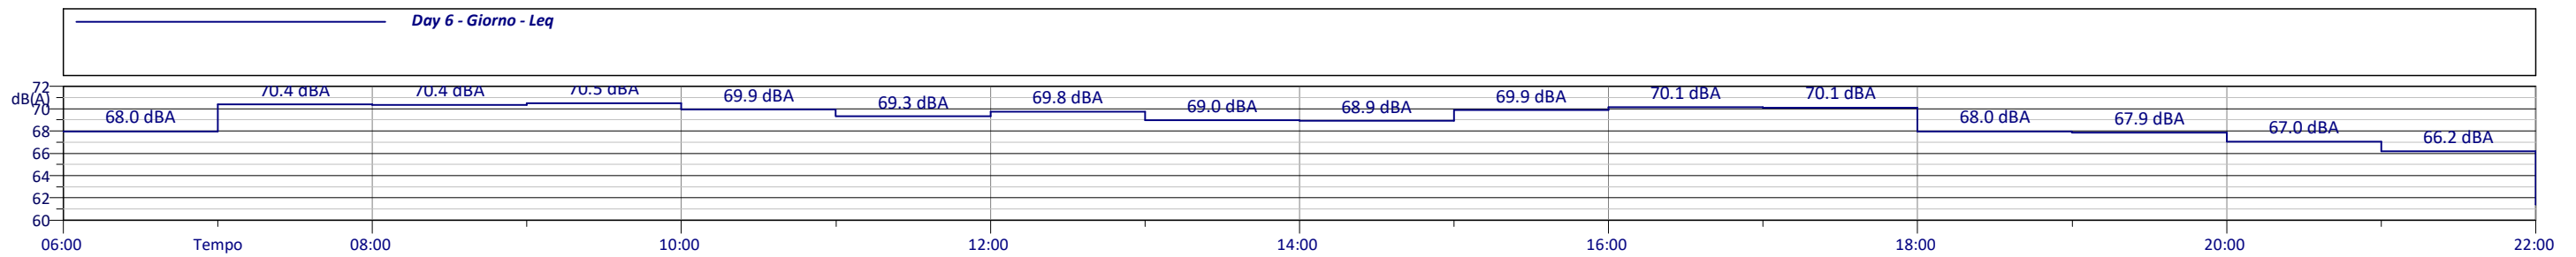 Day 6 - Giorno - Leq
72
dB(A)
70
68
66
64
62
60
68.0 dBA
70.4 dBA
70.4 dBA
70.5 dBA
69.9 dBA
69.3 dBA
69.8 dBA
69.0 dBA
68.9 dBA
69.9 dBA
70.1 dBA
70.1 dBA
68.0 dBA
67.9 dBA
67.0 dBA
66.2 dBA
06:00 Tempo 08:00 10:00 12:00 14:00 16:00 18:00 20:00 22:00